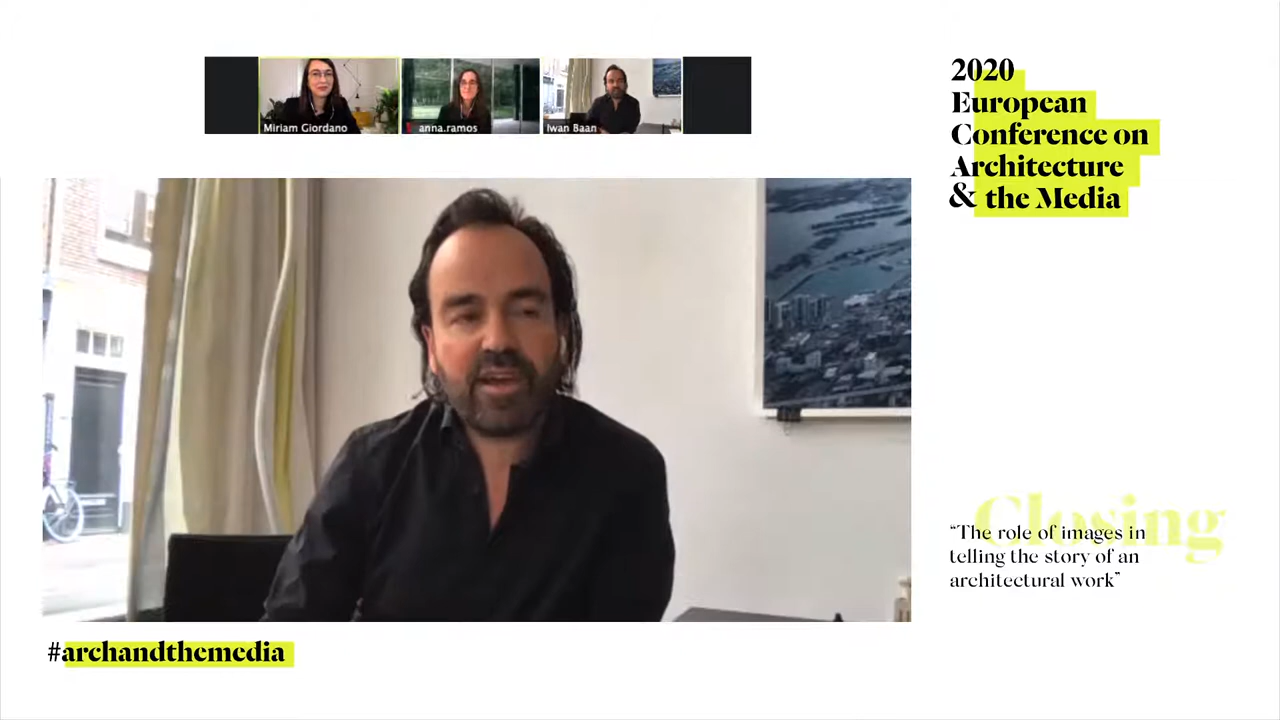 Miriam Giordano
anna.ramos
Iwan Baan
2020
European
Conference on
Architecture
& the Media
Closing
“The role of images in
telling the story of an
architectural work”
#archandthemedia